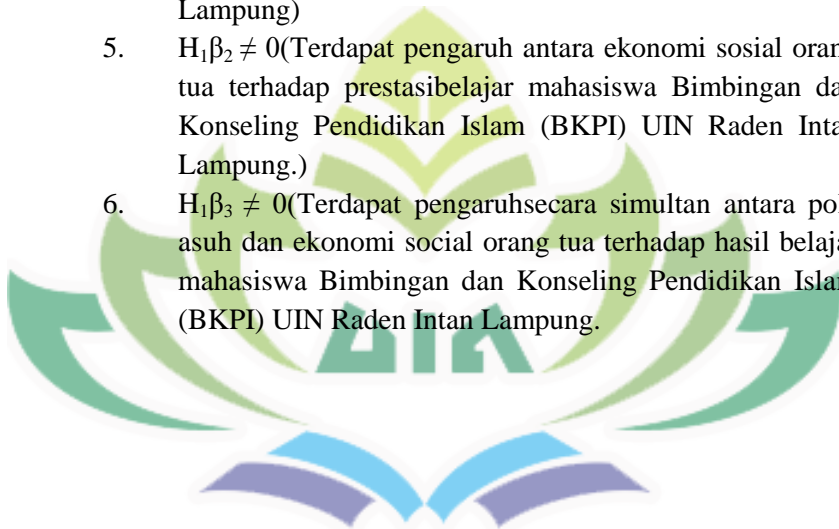 Lampung)
5. H₁β₂ ≠ 0(Terdapat pengaruh antara ekonomi sosial oran
tua terhadap prestasibelajar mahasiswa Bimbingan da
Konseling Pendidikan Islam (BKPI) UIN Raden Inta
Lampung.)
6. H₁β₃ ≠ 0(Terdapat pengaruhsecara simultan antara pol
asuh dan ekonomi social orang tua terhadap hasil belaja
mahasiswa Bimbingan dan Konseling Pendidikan Islam
(BKPI) UIN Raden Intan Lampung.